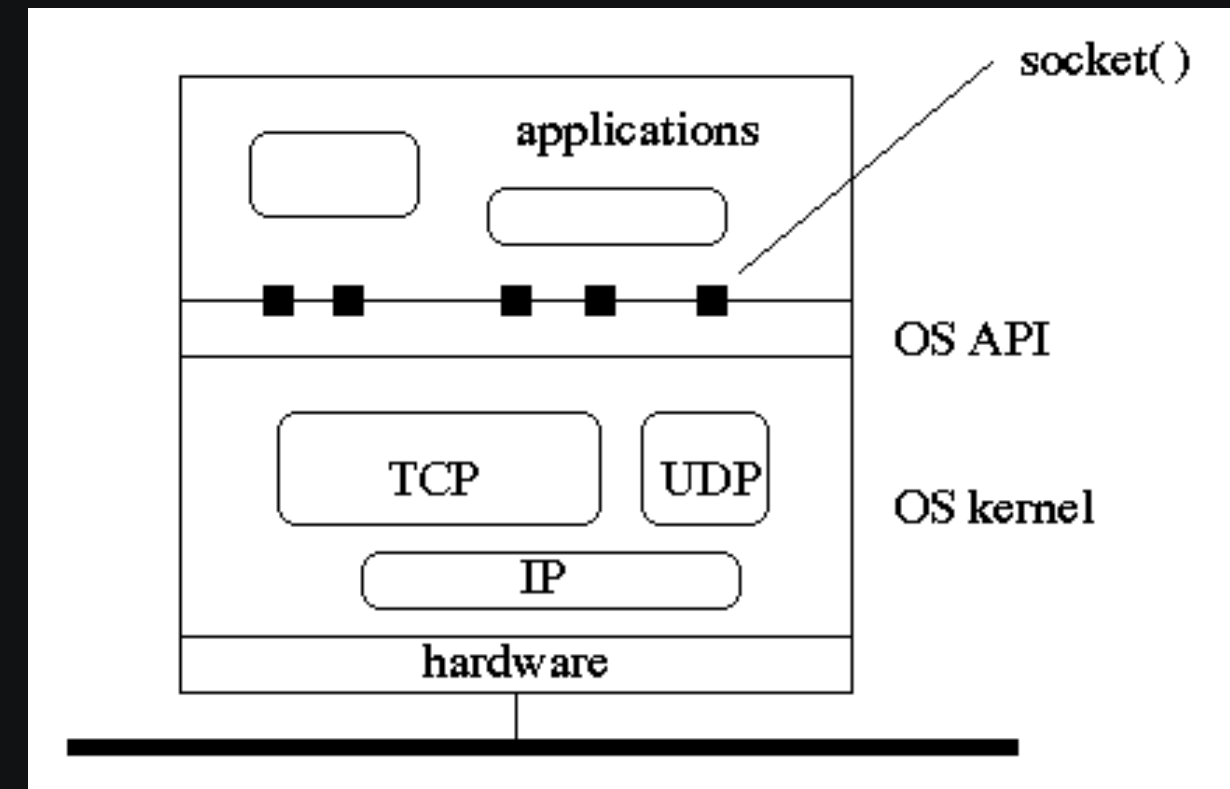 socket( )
applications
OS API
TCP
UDP
OS kernel
IP
hardware